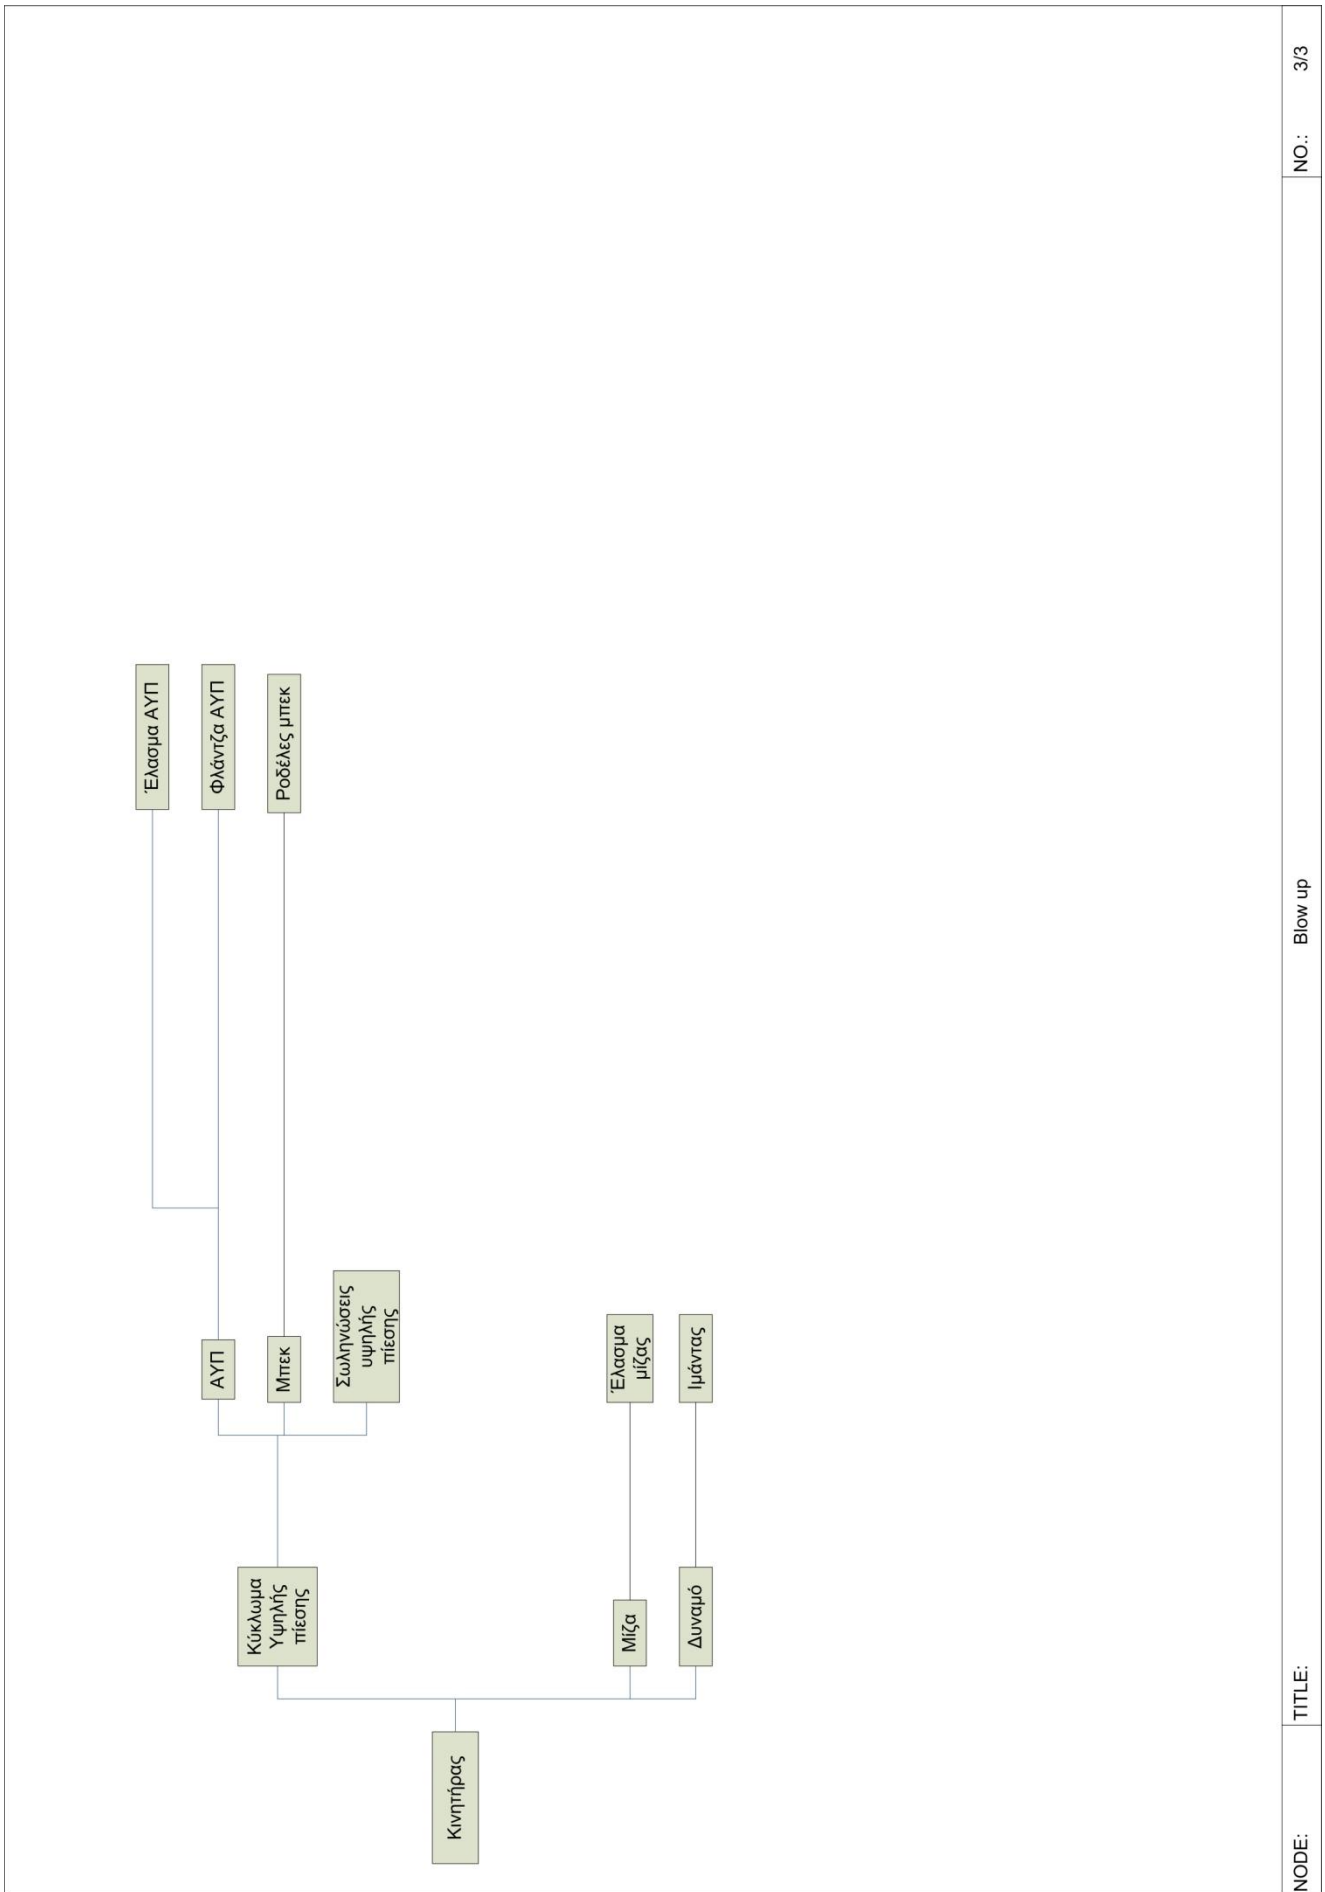 Έλασμα ΑΥΠ
ΑΥΠ
Φλάντζα ΑΥΠ
Κύκλωμα
Υψηλής
πίεσης
Μπεκ
Ροδέλες μπεκ
Σωληνώσεις
υψηλής
πίεσης
Κινητήρας
Μίζα
Έλασμα
μίζας
Δυναμό
Ιμάντας
NODE:
TITLE:
Blow up
NO.:
3/3